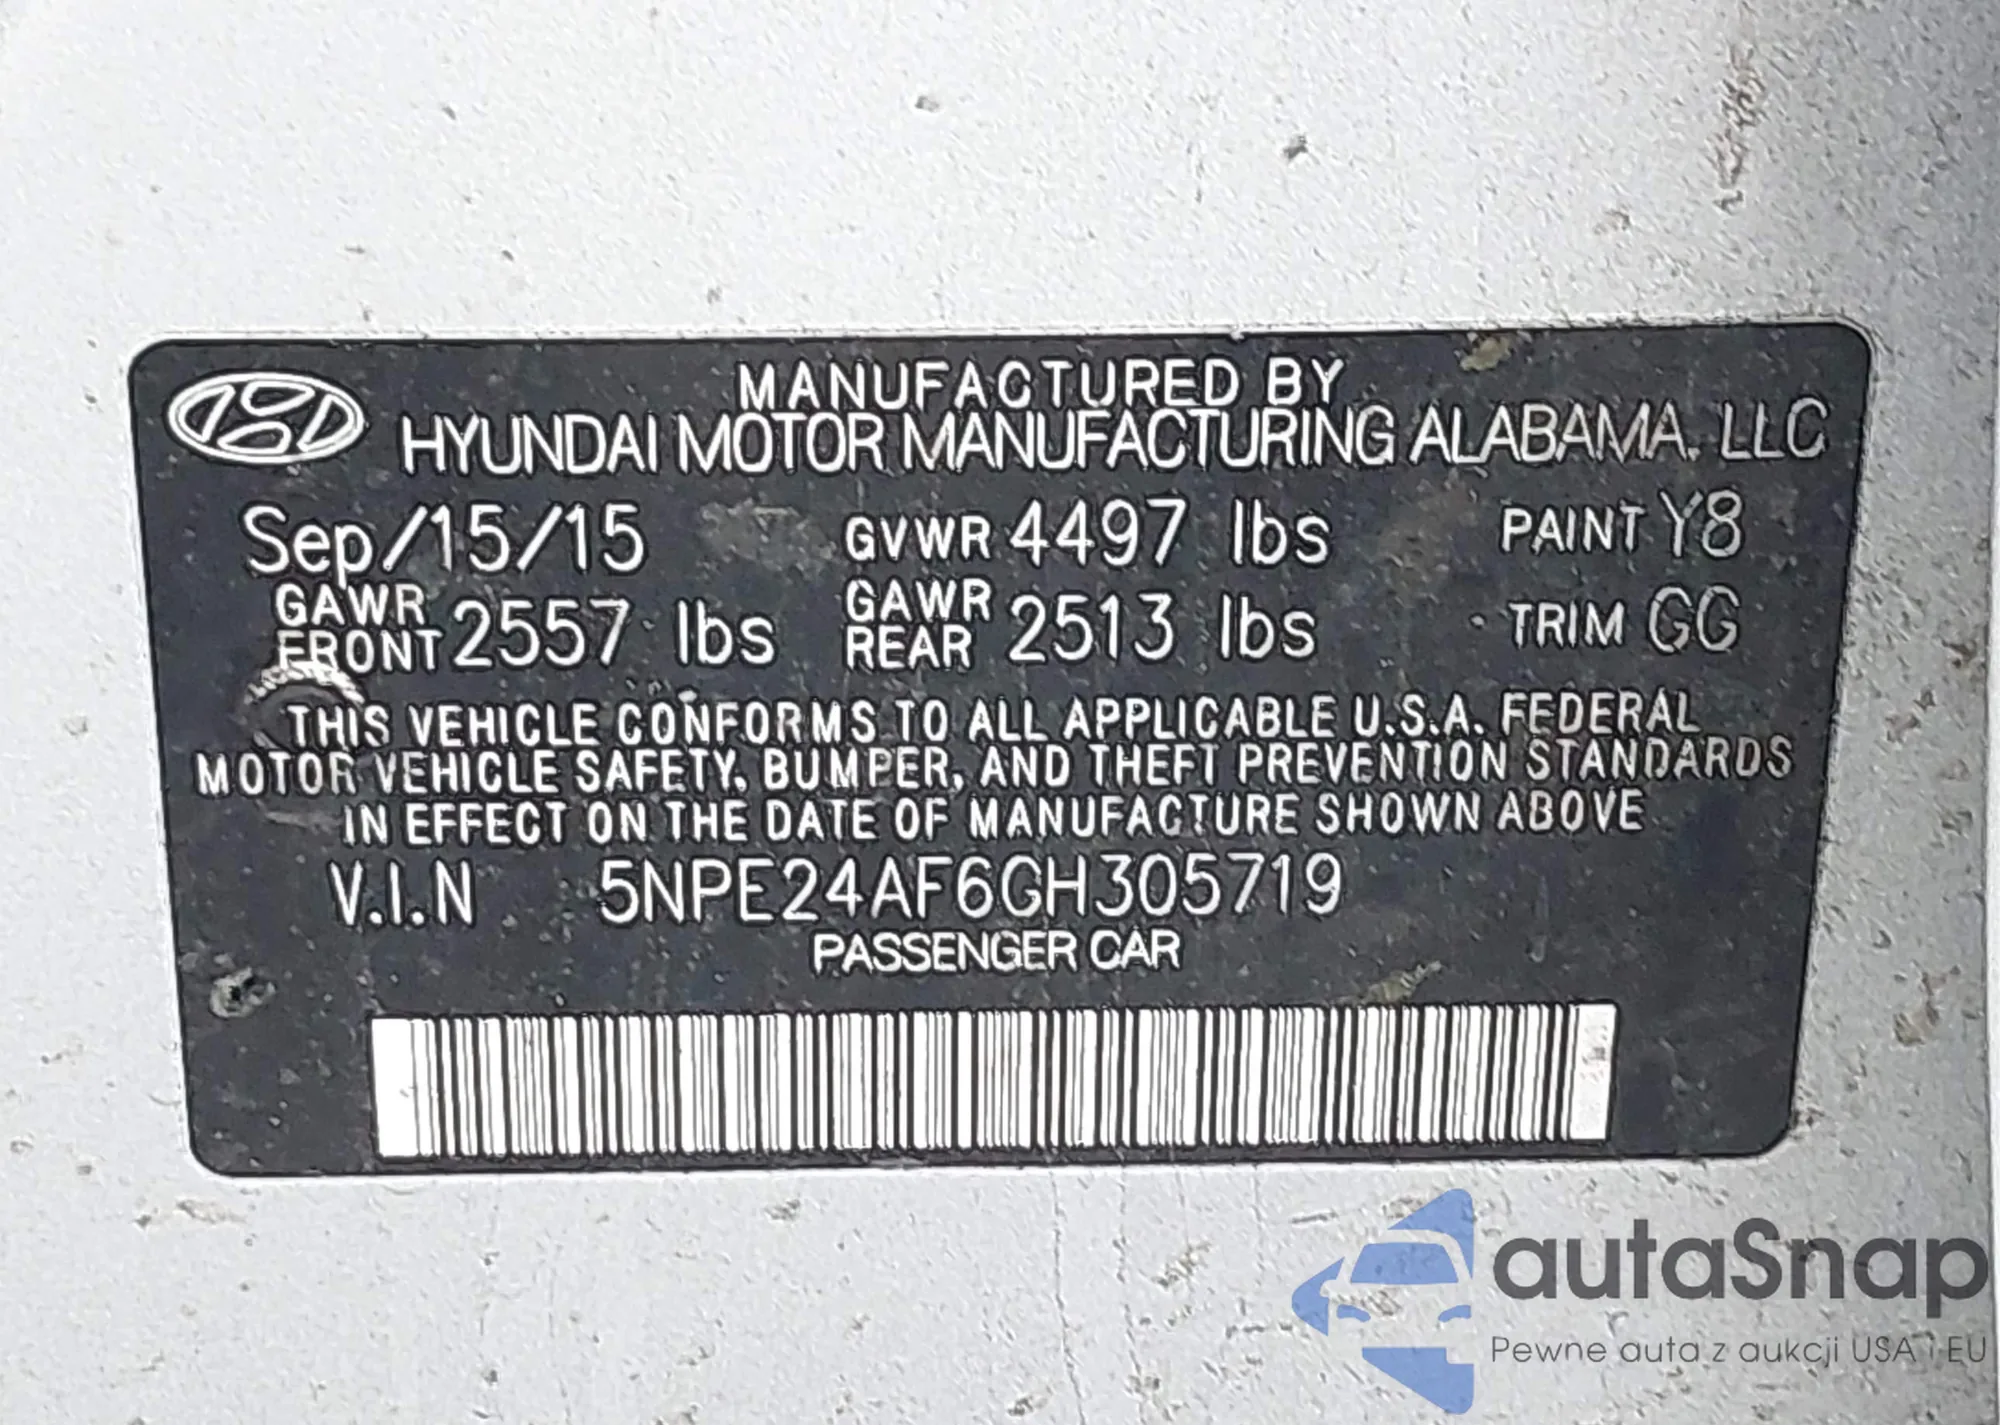 MANUFACTURED BY
HYUNDAI MOTOR MANUFACTURING ALABAMA, LLC
Sep/15/15 GVWR 4497 lbs PAINT Y8
GAWR FRONT 2557 lbs GAWR REAR 2513 lbs TRIM GG
THIS VEHICLE CONFORMS TO ALL APPLICABLE U.S.A. FEDERAL
MOTOR VEHICLE SAFETY, BUMPER, AND THEFT PREVENTION STANDARDS
IN EFFECT ON THE DATE OF MANUFACTURE SHOWN ABOVE
V.I.N 5NPE24AF6GH305719
PASSENGER CAR
autaSnap
Pewne auta z aukcji USA i EU